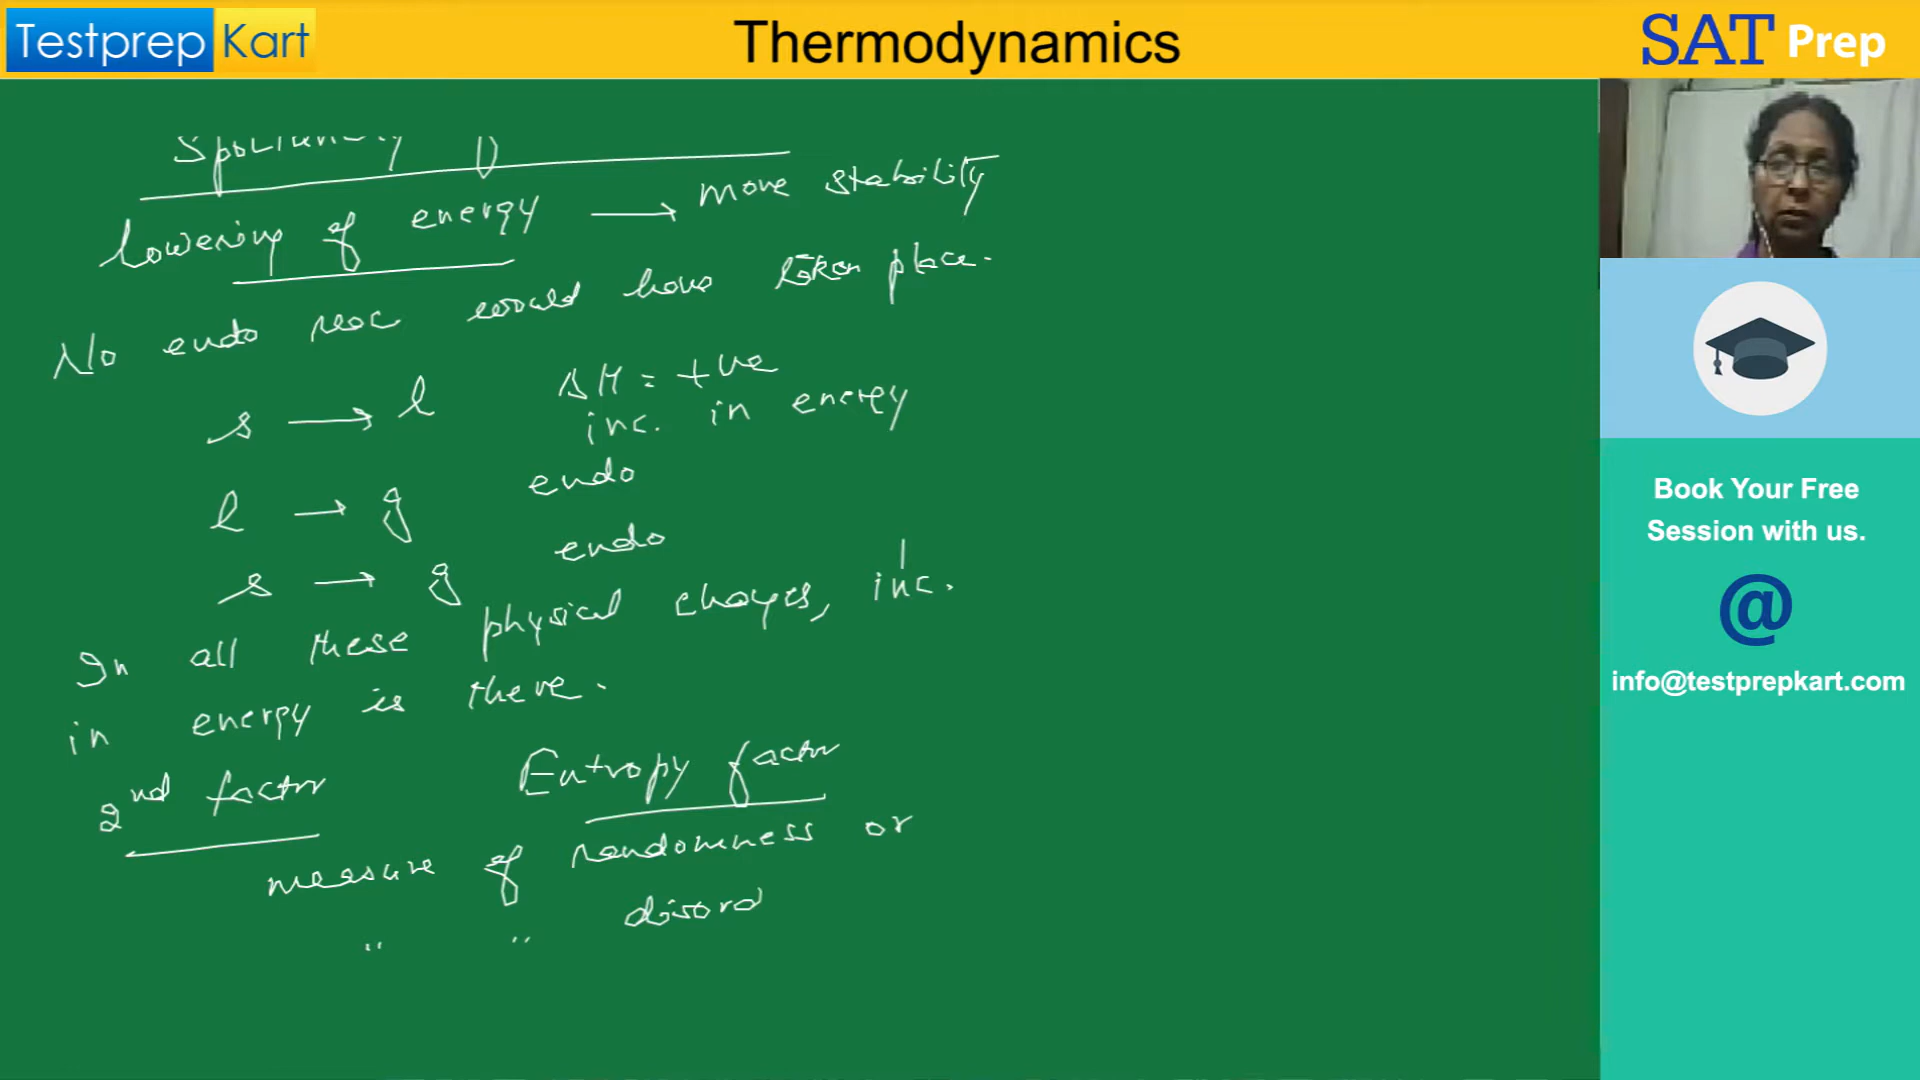 Testprep Kart
Thermodynamics
SAT Prep
lowering of energy → more stability
No endo reac would have taken place.
s → l ΔH = +ve
inc. in energy
l → g endo
s → g endo
In all these physical changes, inc.
in energy is there.
2nd factor Entropy factor
measure of randomness or
" " disord
Book Your Free
Session with us.
@
info@testprepkart.com